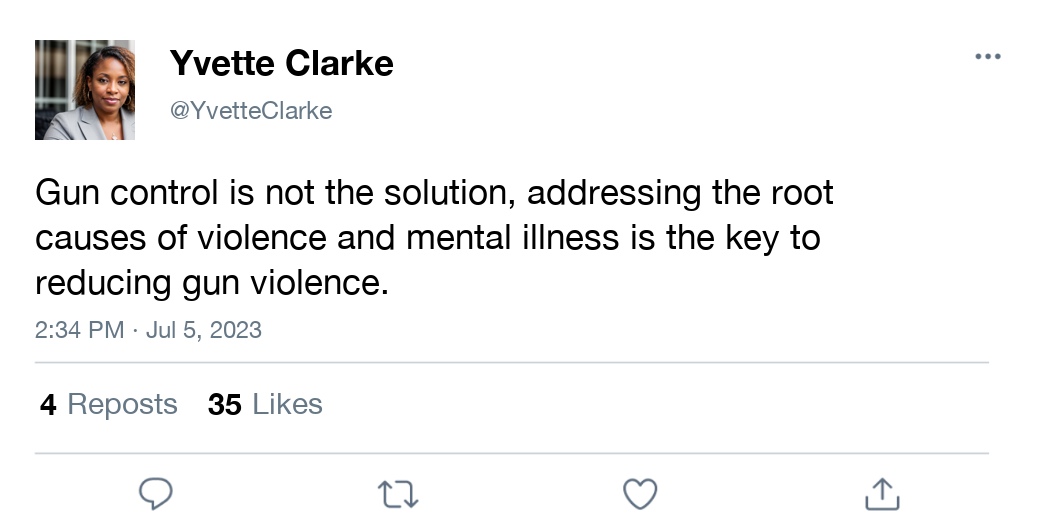 Yvette Clarke
@YvetteClarke
Gun control is not the solution, addressing the root
causes of violence and mental illness is the key to
reducing gun violence.
2:34 PM · Jul 5, 2023
4 Reposts 35 Likes